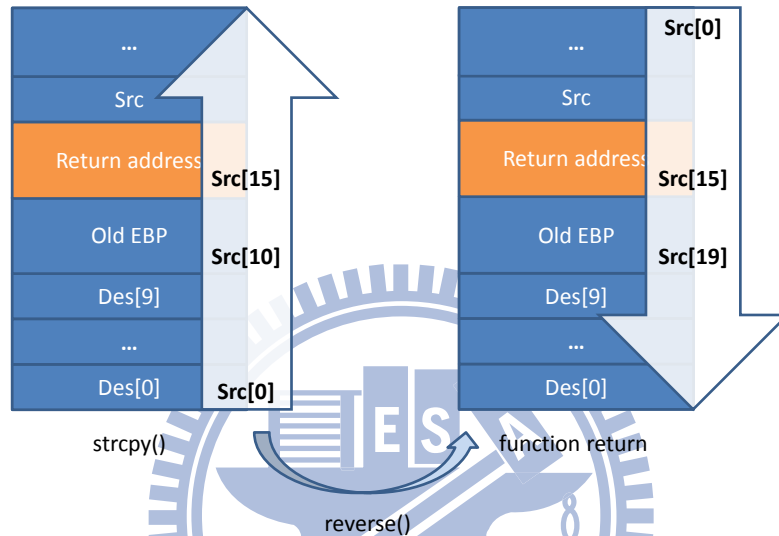 ...
Src
Return address
Src[15]
Old EBP
Src[10]
Des[9]
...
Des[0]
Src[0]
strcpy()
Src[0]
...
Src
Return address
Src[15]
Old EBP
Src[19]
Des[9]
...
Des[0]
function return
reverse()
E S A
8